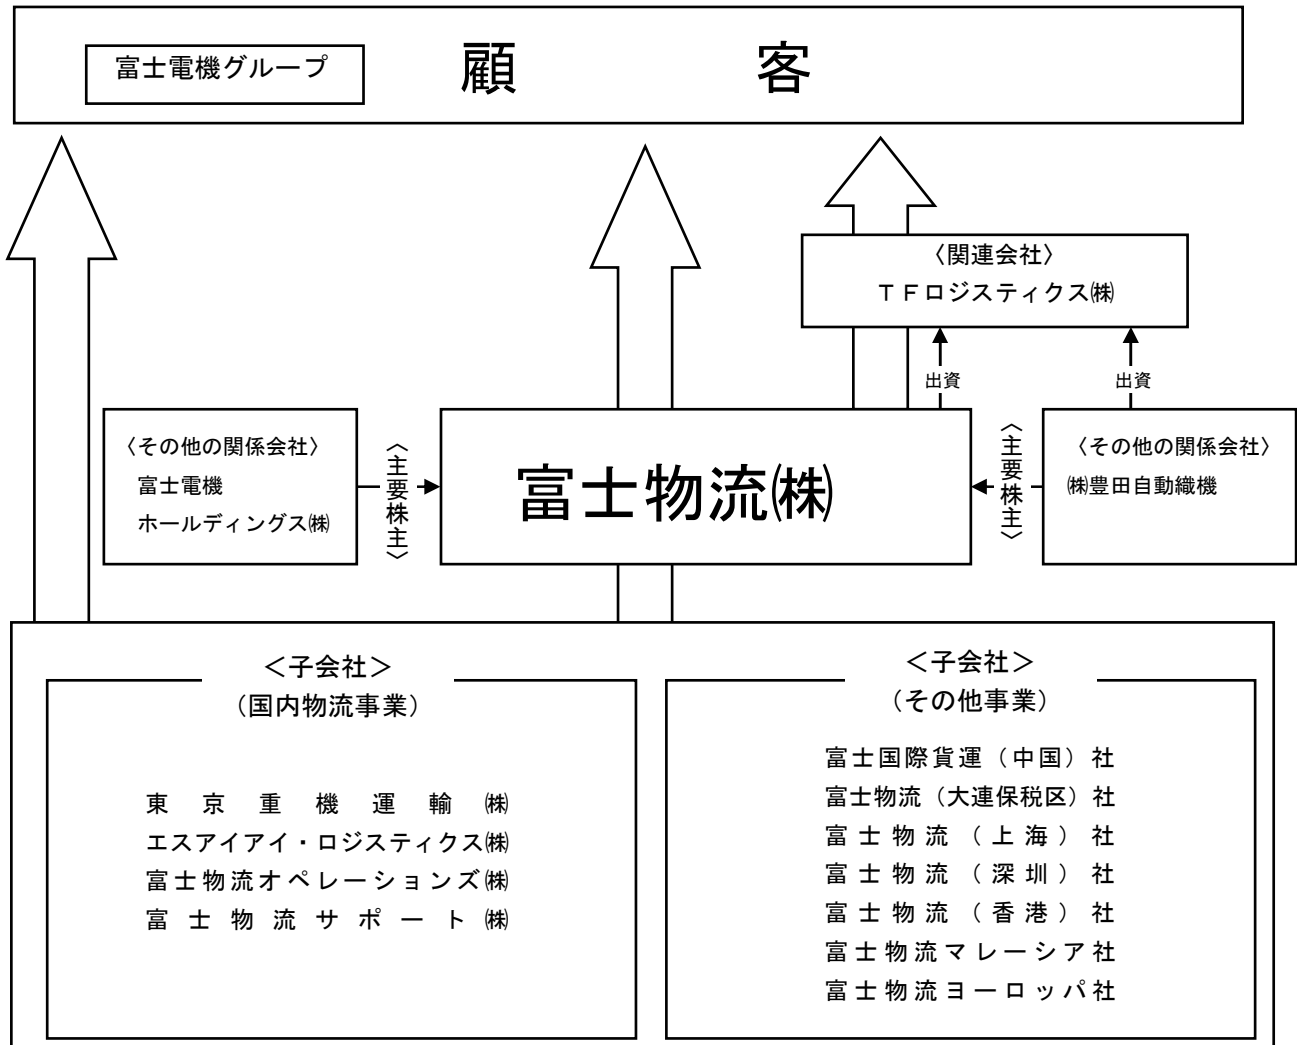 富士電機グループ
顧客
〈関連会社〉
ＴＦロジスティクス㈱
出資
出資
〈その他の関係会社〉
富士電機
ホールディングス㈱
〈主要株主〉
富士物流㈱
〈主要株主〉
〈その他の関係会社〉
㈱豊田自動織機
＜子会社＞
（国内物流事業）
東京重機運輸㈱
エスアイアイ・ロジスティクス㈱
富士物流オペレーションズ㈱
富士物流サポート㈱
＜子会社＞
（その他事業）
富士国際貨運（中国）社
富士物流（大連保税区）社
富士物流（上海）社
富士物流（深圳）社
富士物流（香港）社
富士物流マレーシア社
富士物流ヨーロッパ社